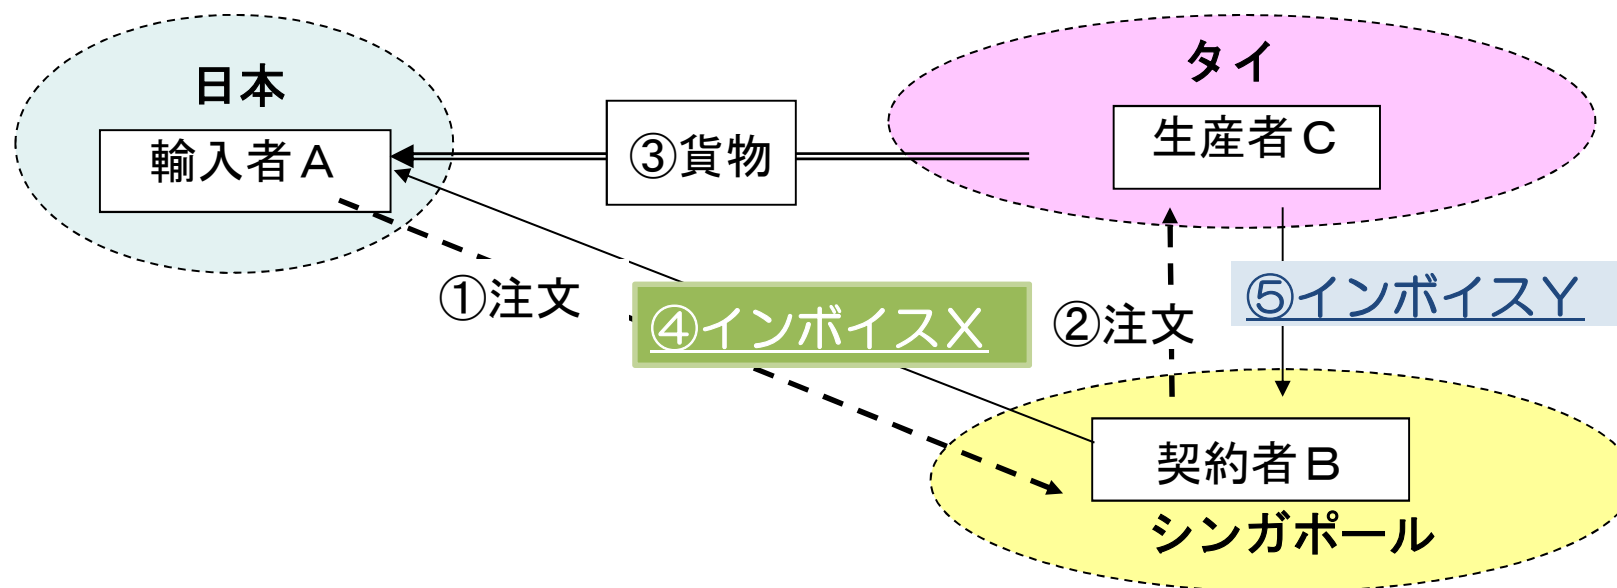 日本
輸入者A
③貨物
タイ
生産者C
①注文
④インボイスX
②注文
⑤インボイスY
契約者B
シンガポール